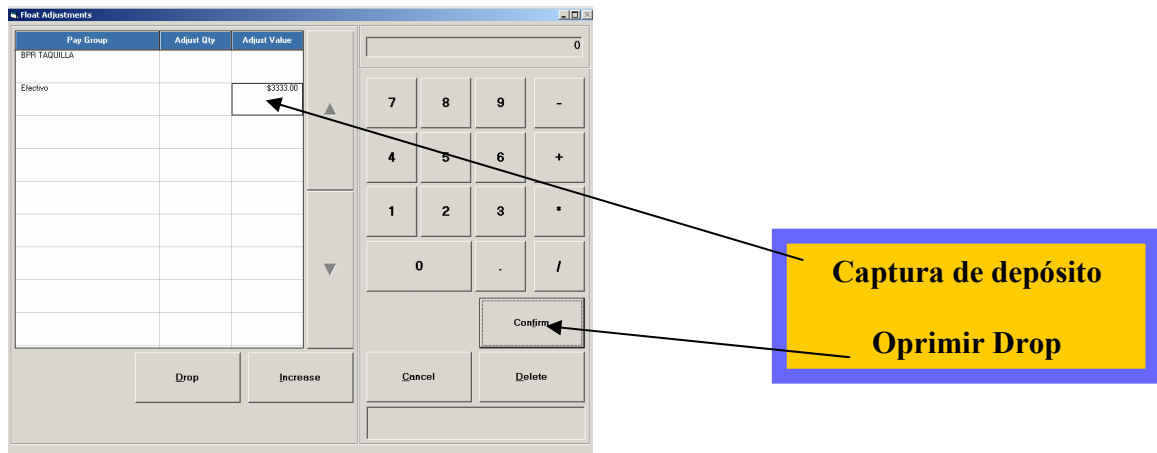 Float Adjustments
Pay Group Adjust Qty Adjust Value
BPR TAQUILLA
Efectivo $3333.00
0
7 8 9 -
4 5 6 +
1 2 3 *
0 . /
Confirm
Drop Increase Cancel Delete
Captura de depósito
Oprimir Drop